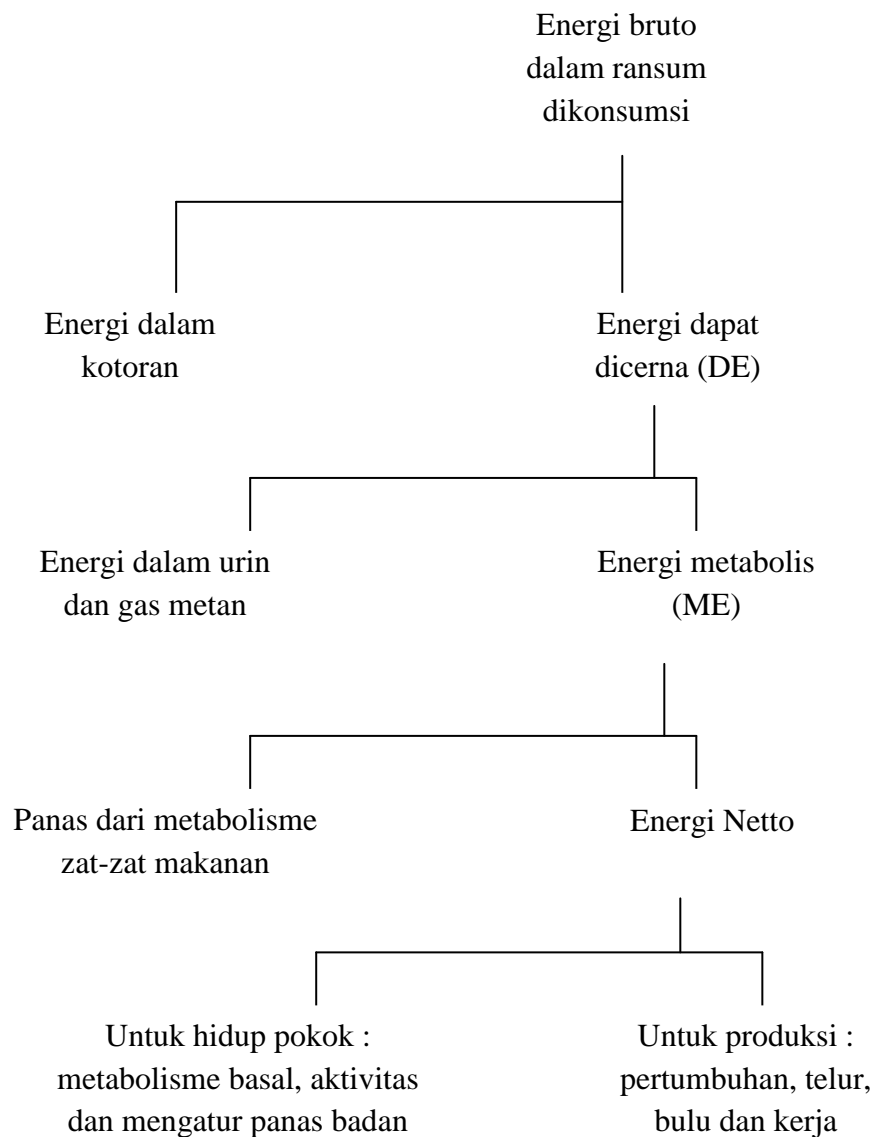 Energi bruto
dalam ransum
dikonsumsi
Energi dalam
kotoran
Energi dapat
dicerna (DE)
Energi dalam urin
dan gas metan
Energi metabolis
(ME)
Panas dari metabolisme
zat-zat makanan
Energi Netto
Untuk hidup pokok :
metabolisme basal, aktivitas
dan mengatur panas badan
Untuk produksi :
pertumbuhan, telur,
bulu dan kerja